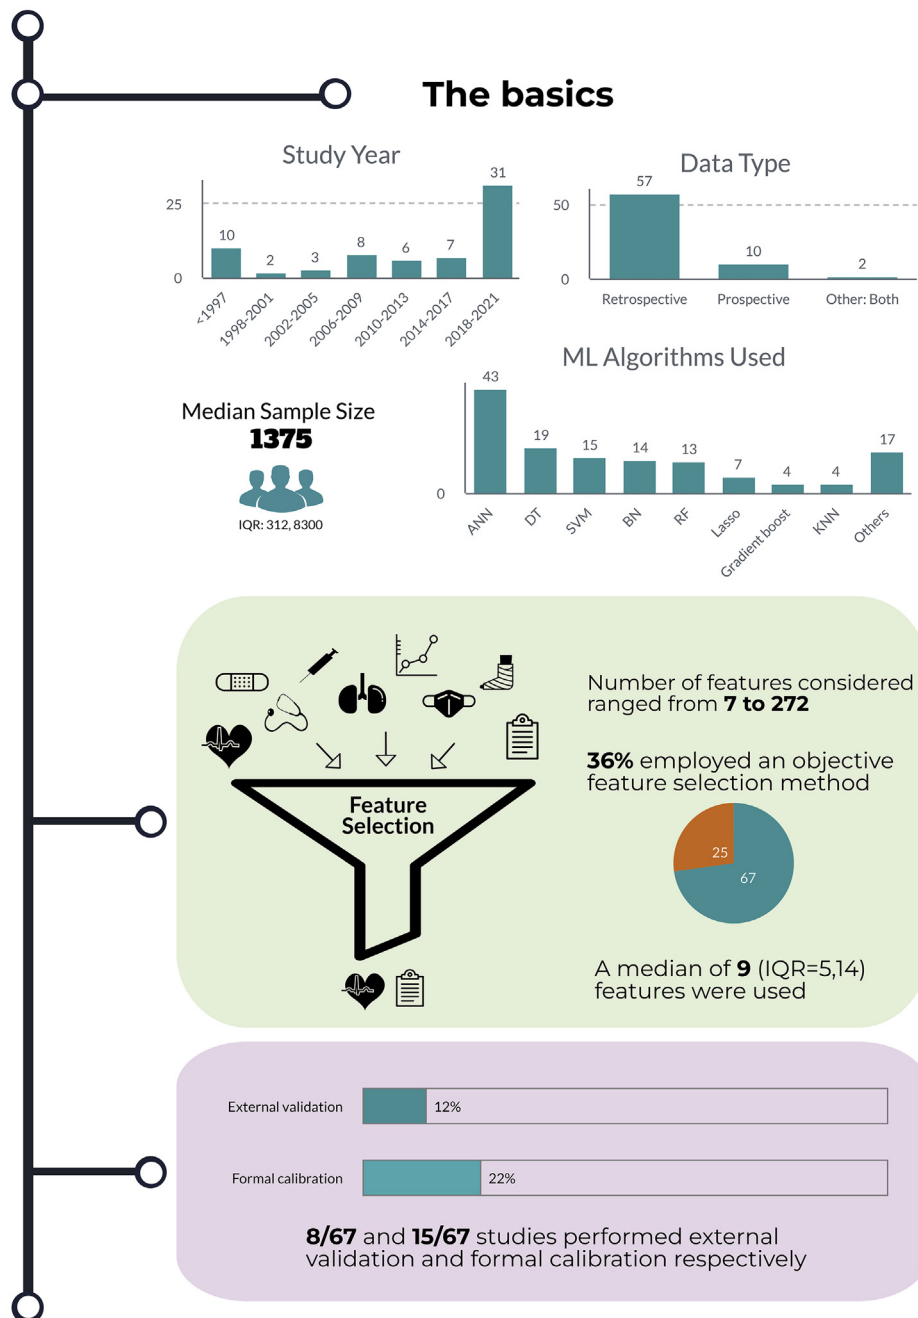 The basics
Study Year
25
0
10
2
3
8
6
7
31
<1997
1998-2001
2002-2005
2006-2009
2010-2013
2014-2017
2018-2021
Data Type
50
0
57
10
2
Retrospective
Prospective
Other: Both
Median Sample Size
1375
IQR: 312, 8300
ML Algorithms Used
0
43
19
15
14
13
7
4
4
17
ANN
DT
SVM
BN
RF
Lasso
Gradient boost
KNN
Others
Feature
Selection
Number of features considered
ranged from 7 to 272
36% employed an objective
feature selection method
25
67
A median of 9 (IQR=5,14)
features were used
External validation
12%
Formal calibration
22%
8/67 and 15/67 studies performed external
validation and formal calibration respectively